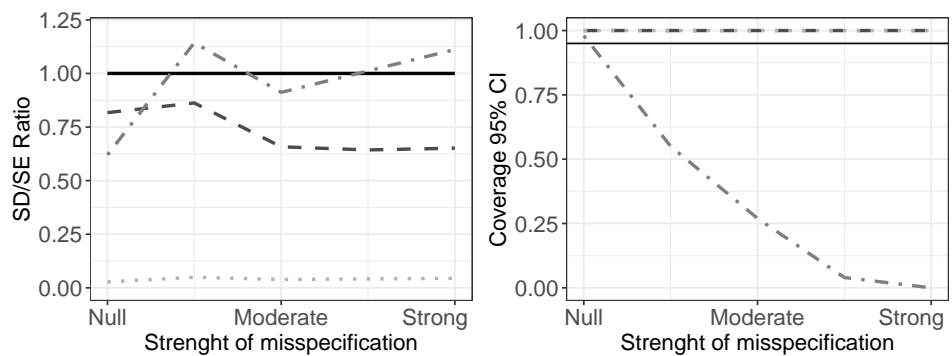 SD/SE Ratio
1.25
1.00
0.75
0.50
0.25
0.00
Null Moderate Strong
Strenght of misspecification
Coverage 95% CI
1.00
0.75
0.50
0.25
0.00
Null Moderate Strong
Strenght of misspecification